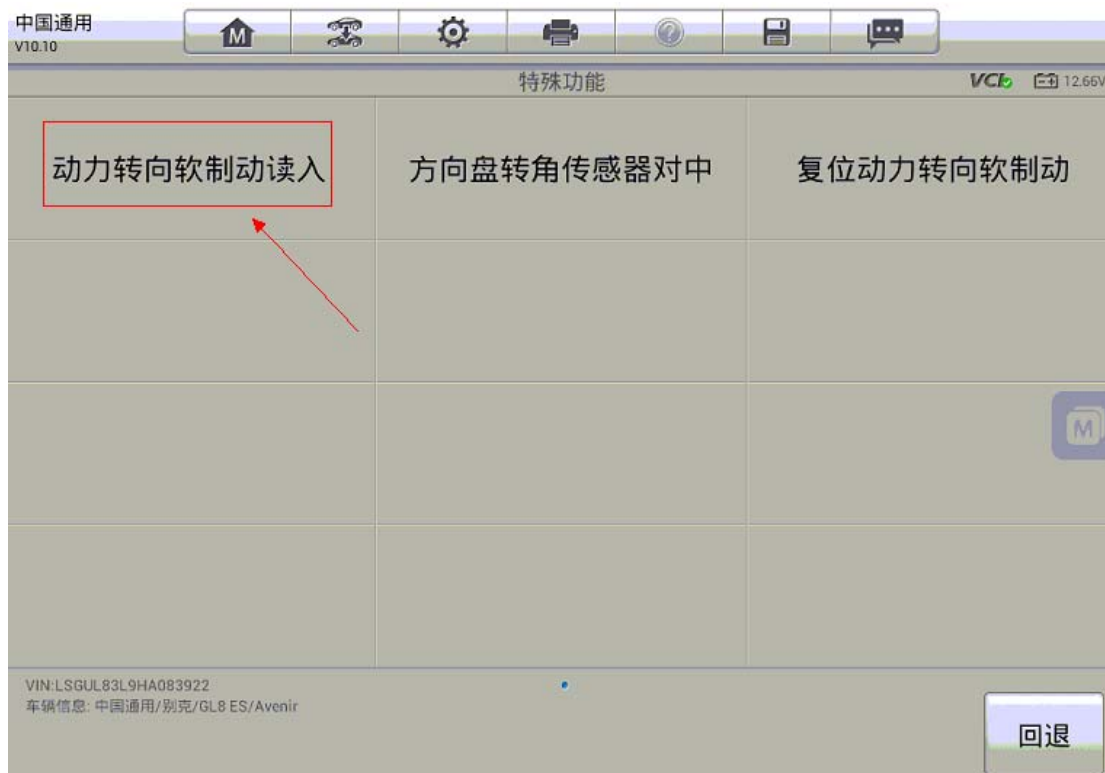 中国通用
V10.10
M
特殊功能
VCI
12.66V
动力转向软制动读入
方向盘转角传感器对中
复位动力转向软制动
M
VIN:LSGUL83L9HA083922
车辆信息: 中国通用/别克/GL8 ES/Avenir
回退